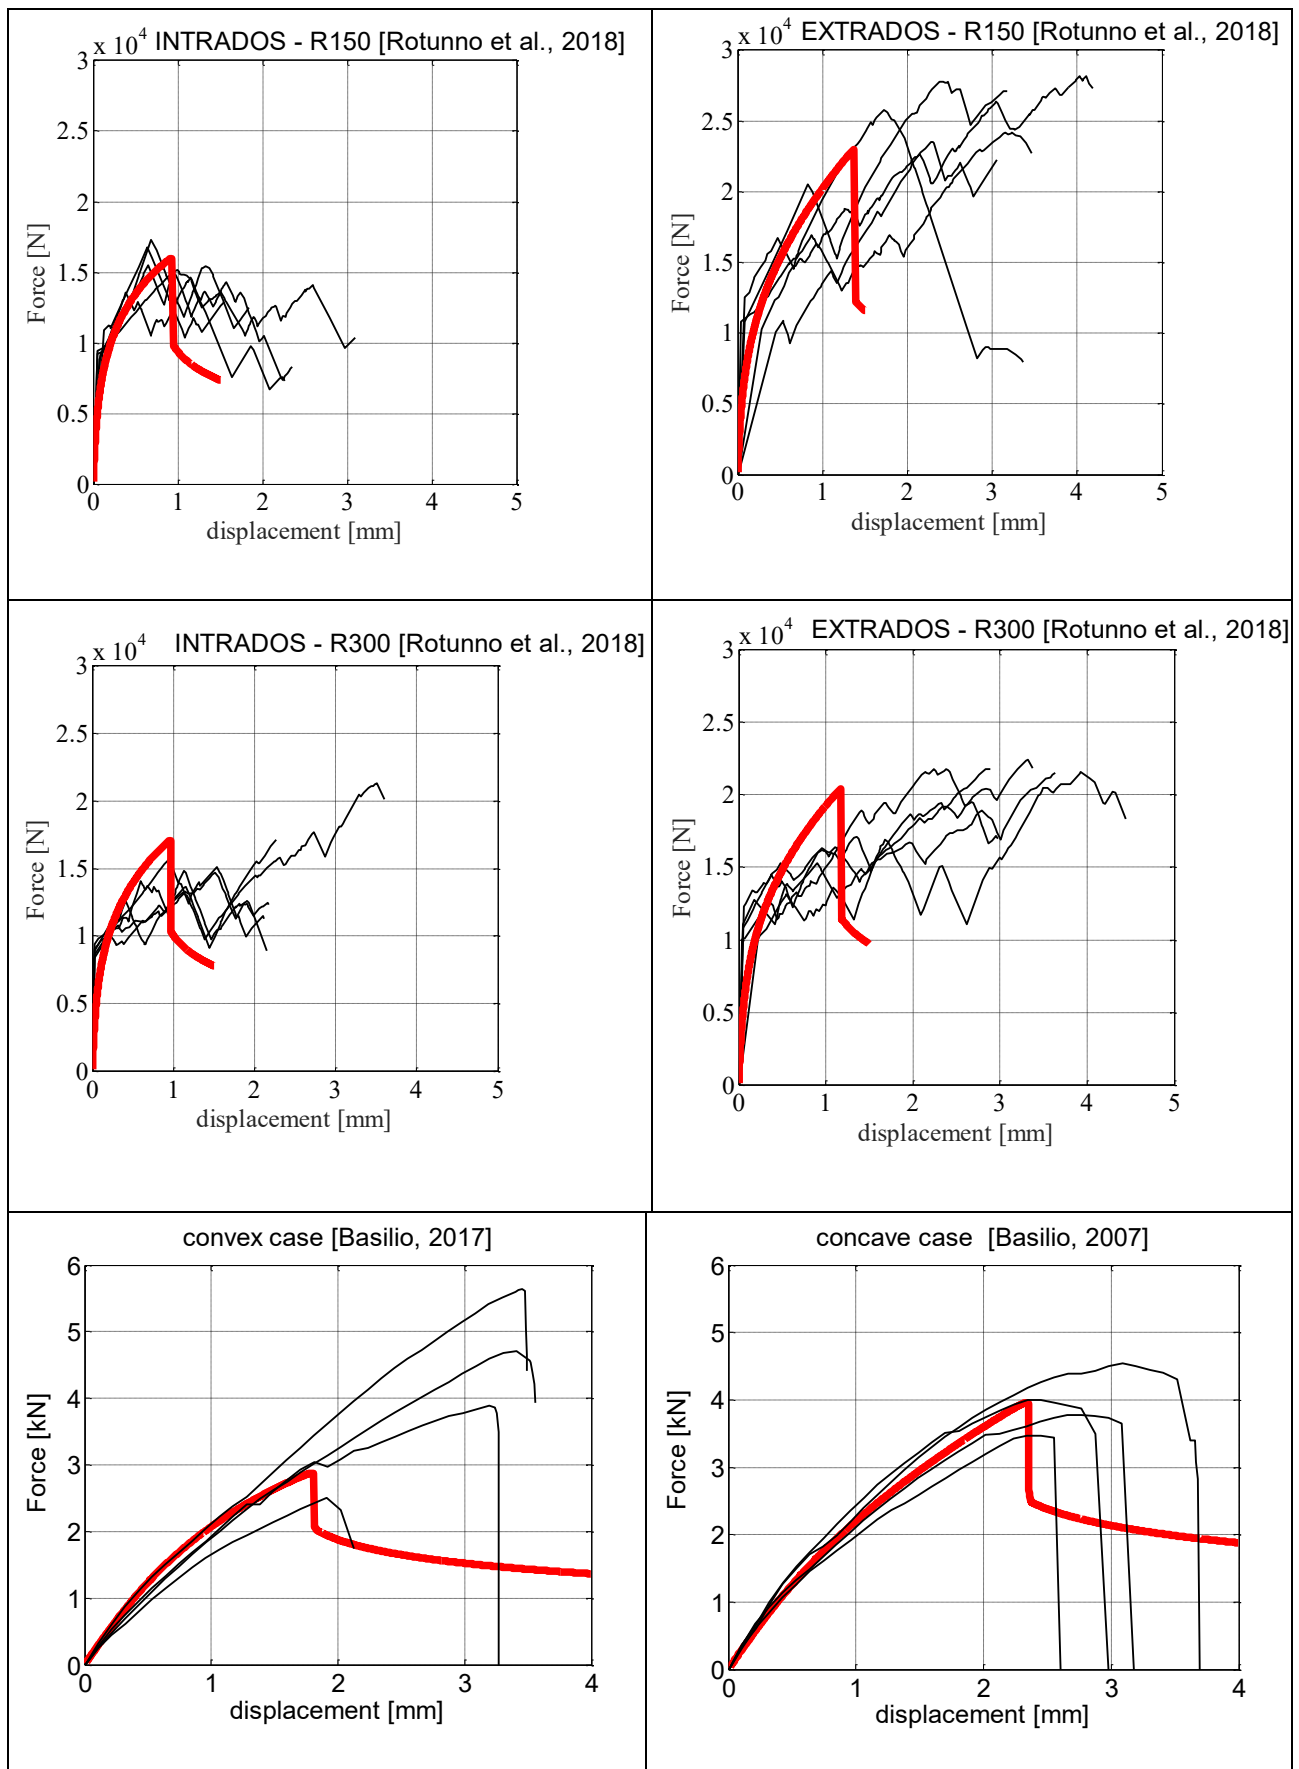 x 10^4 INTRADOS - R150 [Rotunno et al., 2018]
3
2.5
2
1.5
1
0.5
0
Force [N]
0 1 2 3 4 5
displacement [mm]
x 10^4 EXTRADOS - R150 [Rotunno et al., 2018]
3
2.5
2
1.5
1
0.5
0
Force [N]
0 1 2 3 4 5
displacement [mm]
x 10^4 INTRADOS - R300 [Rotunno et al., 2018]
3
2.5
2
1.5
1
0.5
0
Force [N]
0 1 2 3 4 5
displacement [mm]
x 10^4 EXTRADOS - R300 [Rotunno et al., 2018]
3
2.5
2
1.5
1
0.5
0
Force [N]
0 1 2 3 4 5
displacement [mm]
convex case [Basilio, 2017]
6
5
4
3
2
1
0
Force [kN]
0 1 2 3 4
displacement [mm]
concave case [Basilio, 2007]
6
5
4
3
2
1
0
Force [kN]
0 1 2 3 4
displacement [mm]